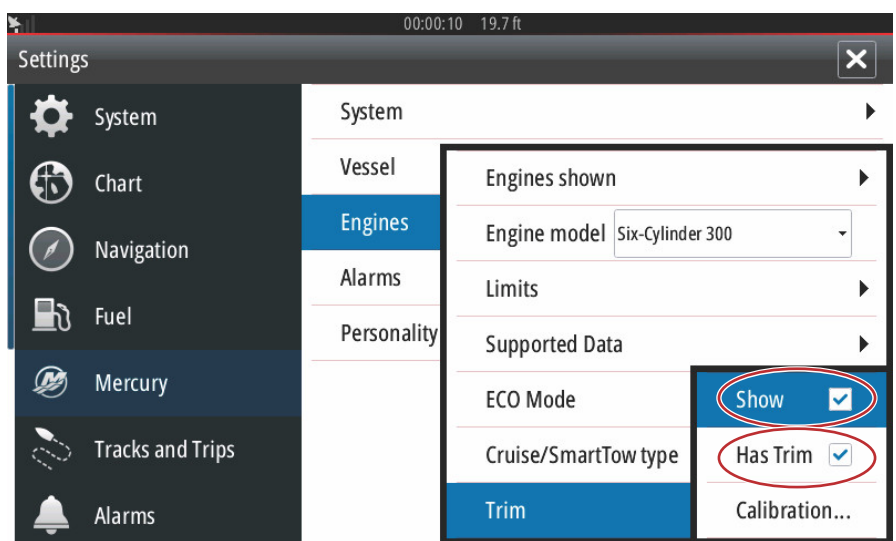 00:00:10 19.7 ft
Settings
System
Chart
Navigation
Fuel
Mercury
Tracks and Trips
Alarms
System
Vessel
Engines
Alarms
Personality
Engines shown
Engine model Six-Cylinder 300
Limits
Supported Data
ECO Mode
Cruise/SmartTow type
Trim
Show
Has Trim
Calibration...